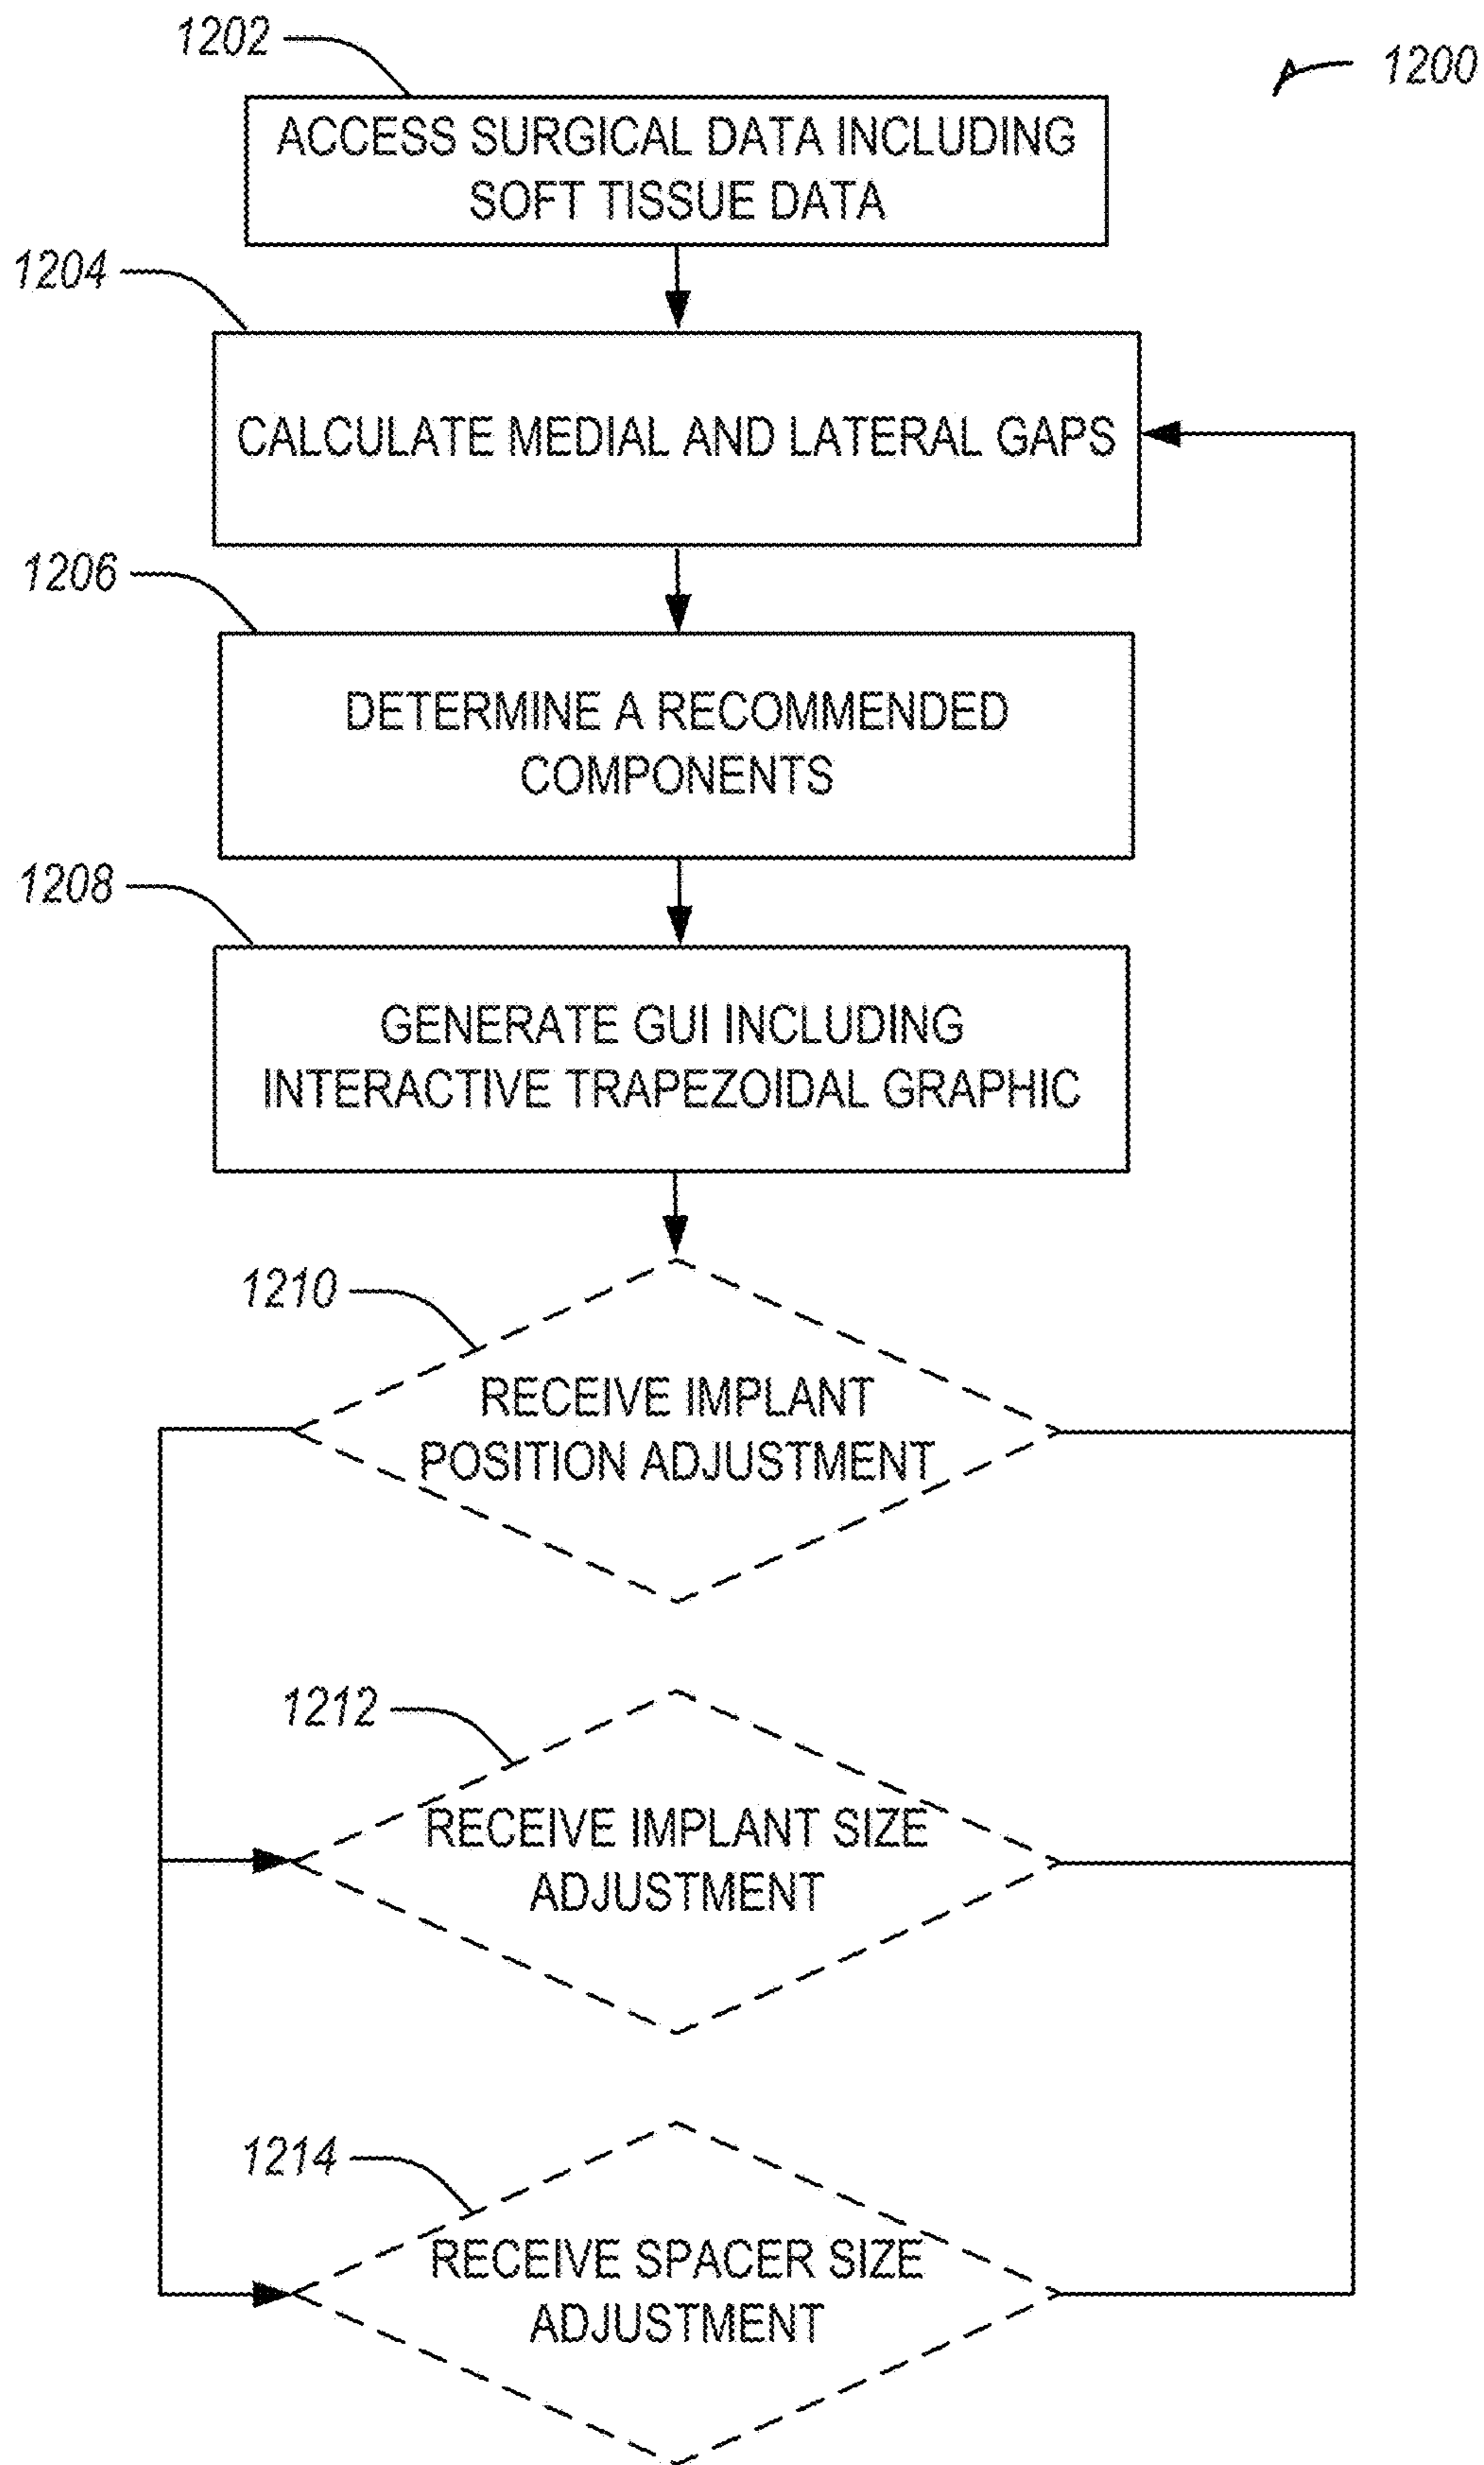 1202
1200
ACCESS SURGICAL DATA INCLUDING
SOFT TISSUE DATA
1204
CALCULATE MEDIAL AND LATERAL GAPS
1206
DETERMINE A RECOMMENDED
COMPONENTS
1208
GENERATE GUI INCLUDING
INTERACTIVE TRAPEZOIDAL GRAPHIC
1210
RECEIVE IMPLANT
POSITION ADJUSTMENT
1212
RECEIVE IMPLANT SIZE
ADJUSTMENT
1214
RECEIVE SPACER SIZE
ADJUSTMENT